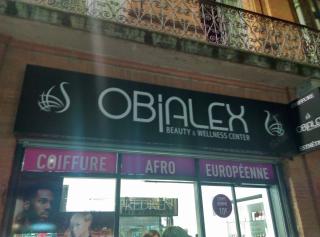 OBiALEX
BEAUTY & WELLNESS CENTER
COIFFURE AFRO EUROPÉENNE